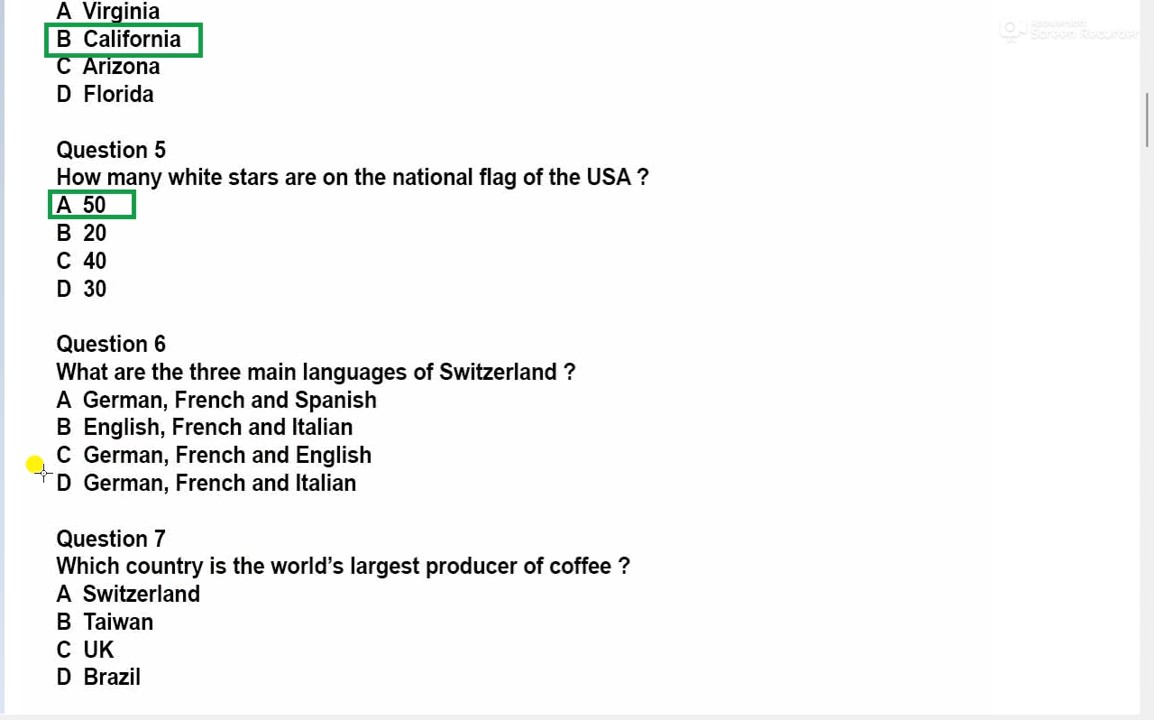 A Virginia
B California
C Arizona
D Florida
Question 5
How many white stars are on the national flag of the USA ?
A 50
B 20
C 40
D 30
Question 6
What are the three main languages of Switzerland ?
A German, French and Spanish
B English, French and Italian
C German, French and English
D German, French and Italian
Question 7
Which country is the world’s largest producer of coffee ?
A Switzerland
B Taiwan
C UK
D Brazil
Screen Recorder